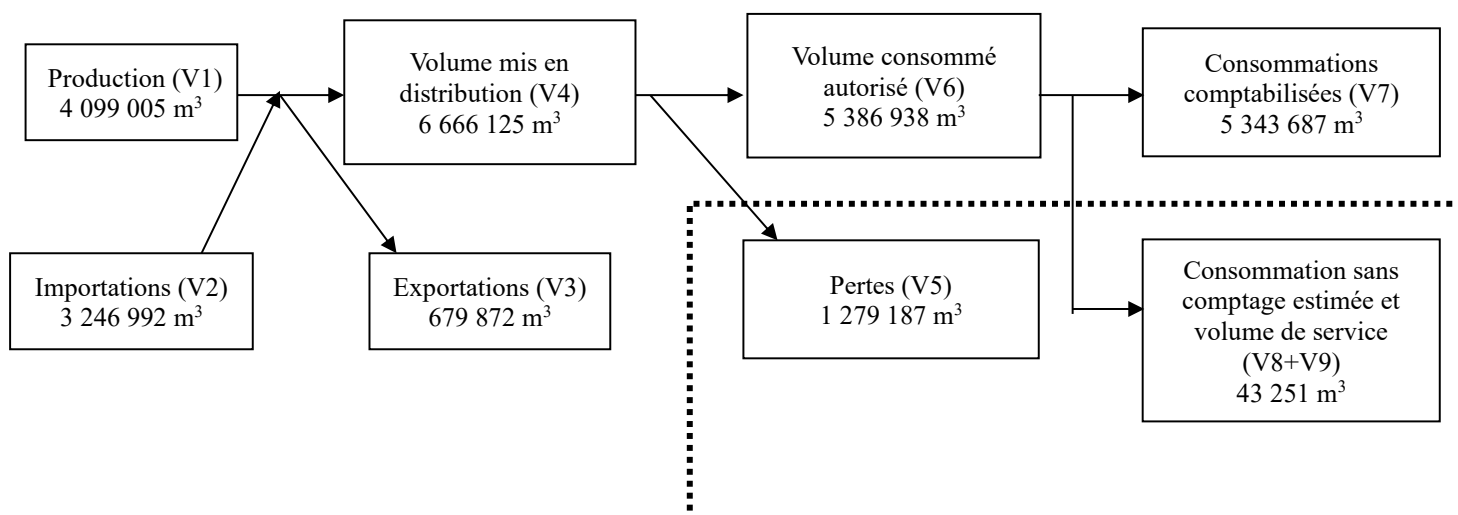 Production (V1)
4 099 005 m³
Volume mis en
distribution (V4)
6 666 125 m³
Volume consommé
autorisé (V6)
5 386 938 m³
Consommations
comptabilisées (V7)
5 343 687 m³
Importations (V2)
3 246 992 m³
Exportations (V3)
679 872 m³
Pertes (V5)
1 279 187 m³
Consommation sans
comptage estimée et
volume de service
(V8+V9)
43 251 m³